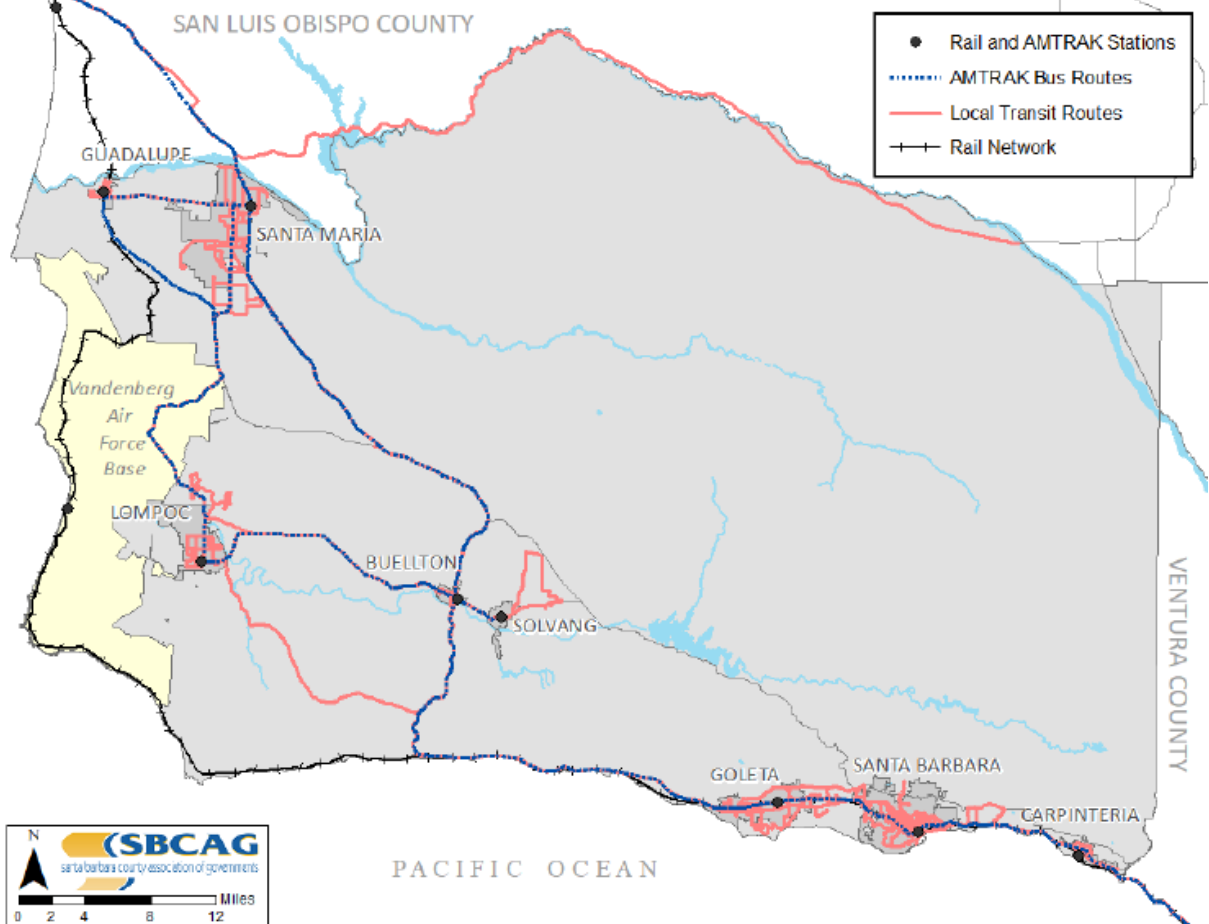 SAN LUIS OBISPO COUNTY
Rail and AMTRAK Stations
AMTRAK Bus Routes
Local Transit Routes
Rail Network
GUADALUPE
SANTA MARIA
Vandenberg
Air
Force
Base
LOMPOC
BUELLTON
SOLVANG
VENTURA COUNTY
GOLETA
SANTA BARBARA
CARPINTERIA
PACIFIC OCEAN
N
SBCAG
santa barbara county association of governments
Miles
0 2 4 8 12